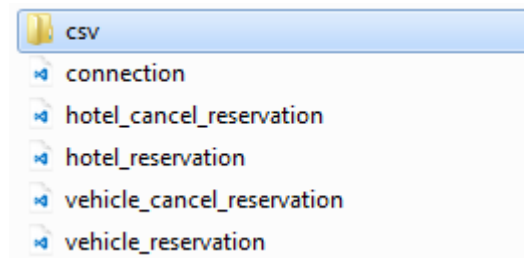 csv
connection
hotel_cancel_reservation
hotel_reservation
vehicle_cancel_reservation
vehicle_reservation